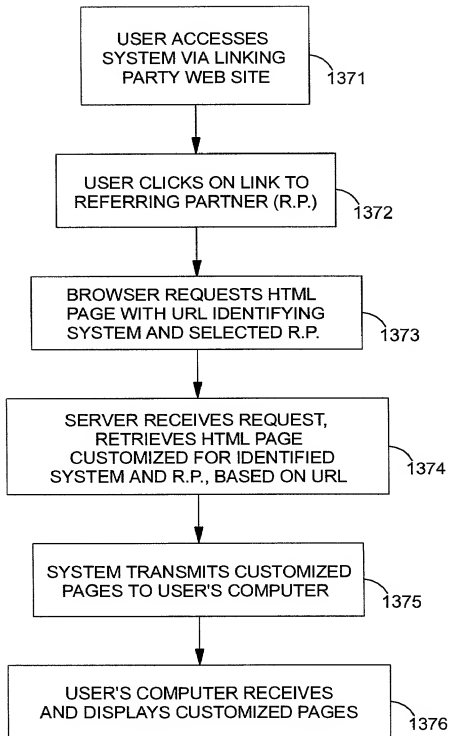 USER ACCESSES
SYSTEM VIA LINKING
PARTY WEB SITE
1371
USER CLICKS ON LINK TO
REFERRING PARTNER (R.P.)
1372
BROWSER REQUESTS HTML
PAGE WITH URL IDENTIFYING
SYSTEM AND SELECTED R.P.
1373
SERVER RECEIVES REQUEST,
RETRIEVES HTML PAGE
CUSTOMIZED FOR IDENTIFIED
SYSTEM AND R.P., BASED ON URL
1374
SYSTEM TRANSMITS CUSTOMIZED
PAGES TO USER'S COMPUTER
1375
USER'S COMPUTER RECEIVES
AND DISPLAYS CUSTOMIZED PAGES
1376